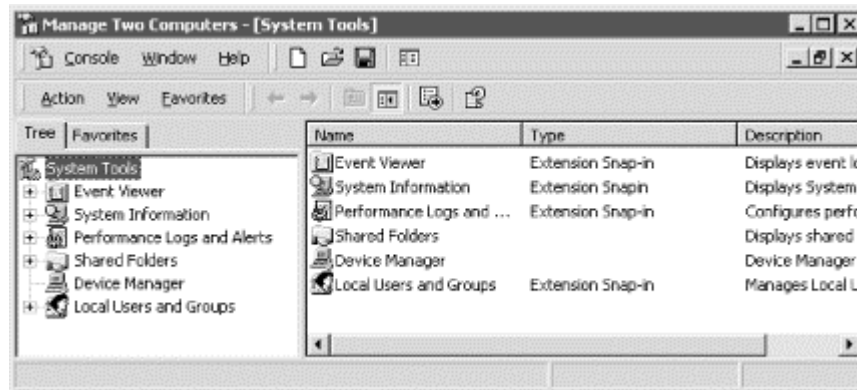 Manage Two Computers - [System Tools]
Console Window Help
Action View Favorites
Tree Favorites
System Tools
Event Viewer
System Information
Performance Logs and Alerts
Shared Folders
Device Manager
Local Users and Groups
Name Type Description
Event Viewer Extension Snap-in Displays event l
System Information Extension Snapin Displays System
Performance Logs and ... Extension Snap-in Configures perfo
Shared Folders Displays shared
Device Manager Device Manager
Local Users and Groups Extension Snap-in Manages Local U